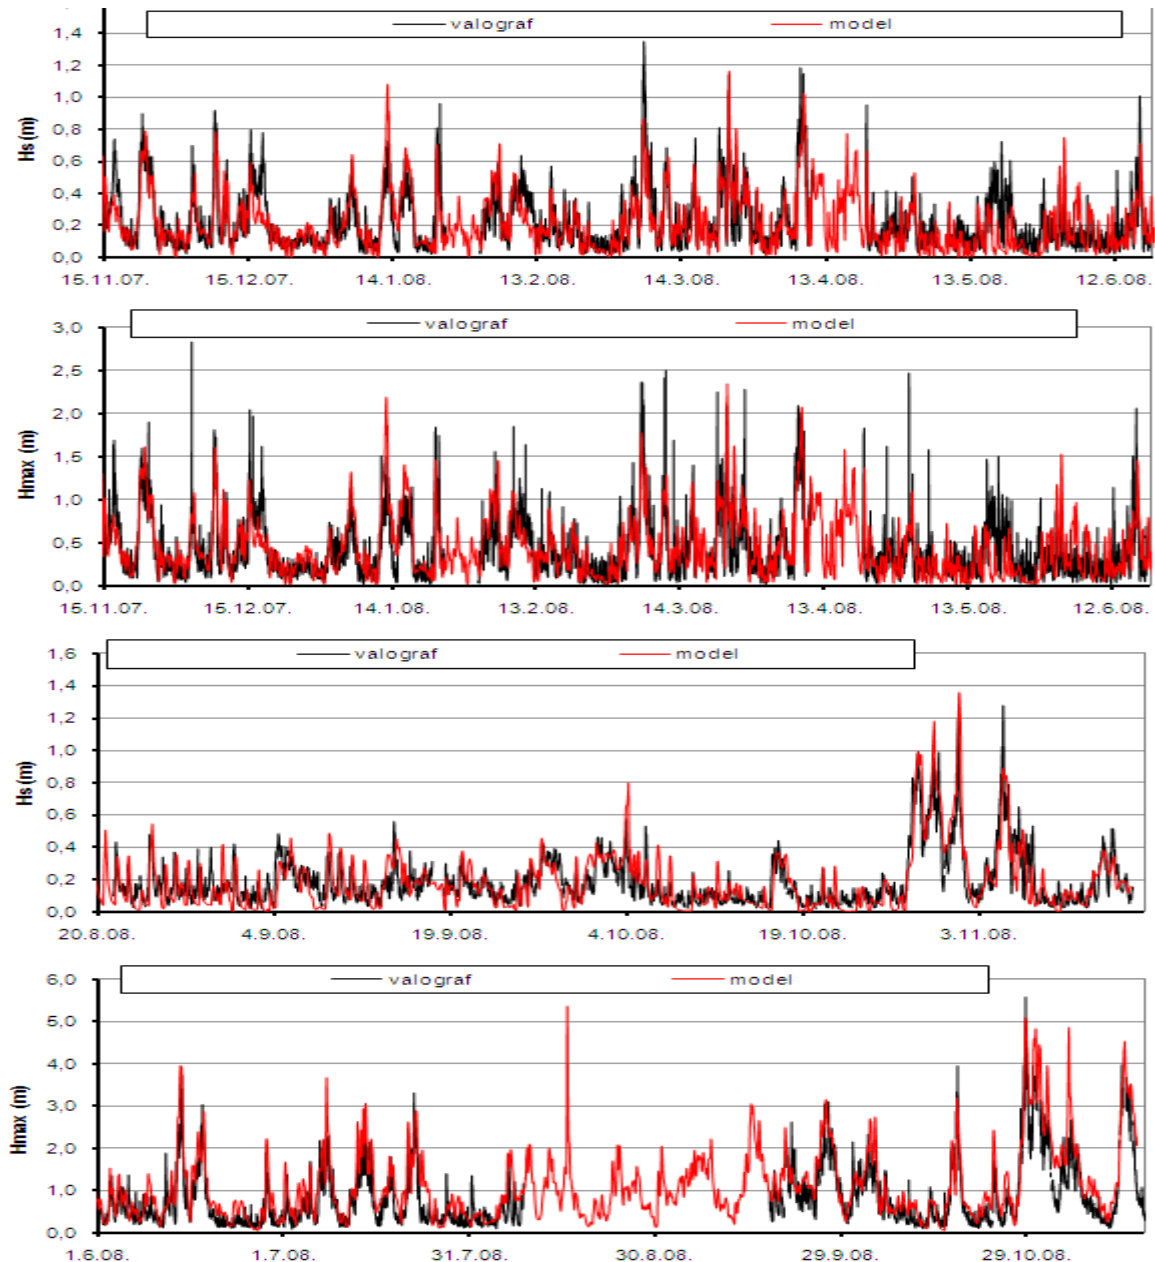 valograf model
1,4
1,2
1,0
0,8
0,6
0,4
0,2
0,0
Hs (m)
15.11.07. 15.12.07. 14.1.08. 13.2.08. 14.3.08. 13.4.08. 13.5.08. 12.6.08.
valograf model
3,0
2,5
2,0
1,5
1,0
0,5
0,0
Hmax (m)
15.11.07. 15.12.07. 14.1.08. 13.2.08. 14.3.08. 13.4.08. 13.5.08. 12.6.08.
valograf model
1,6
1,4
1,2
1,0
0,8
0,6
0,4
0,2
0,0
Hs (m)
20.8.08. 4.9.08. 19.9.08. 4.10.08. 19.10.08. 3.11.08.
valograf model
6,0
5,0
4,0
3,0
2,0
1,0
0,0
Hmax (m)
1.6.08. 1.7.08. 31.7.08. 30.8.08. 29.9.08. 29.10.08.